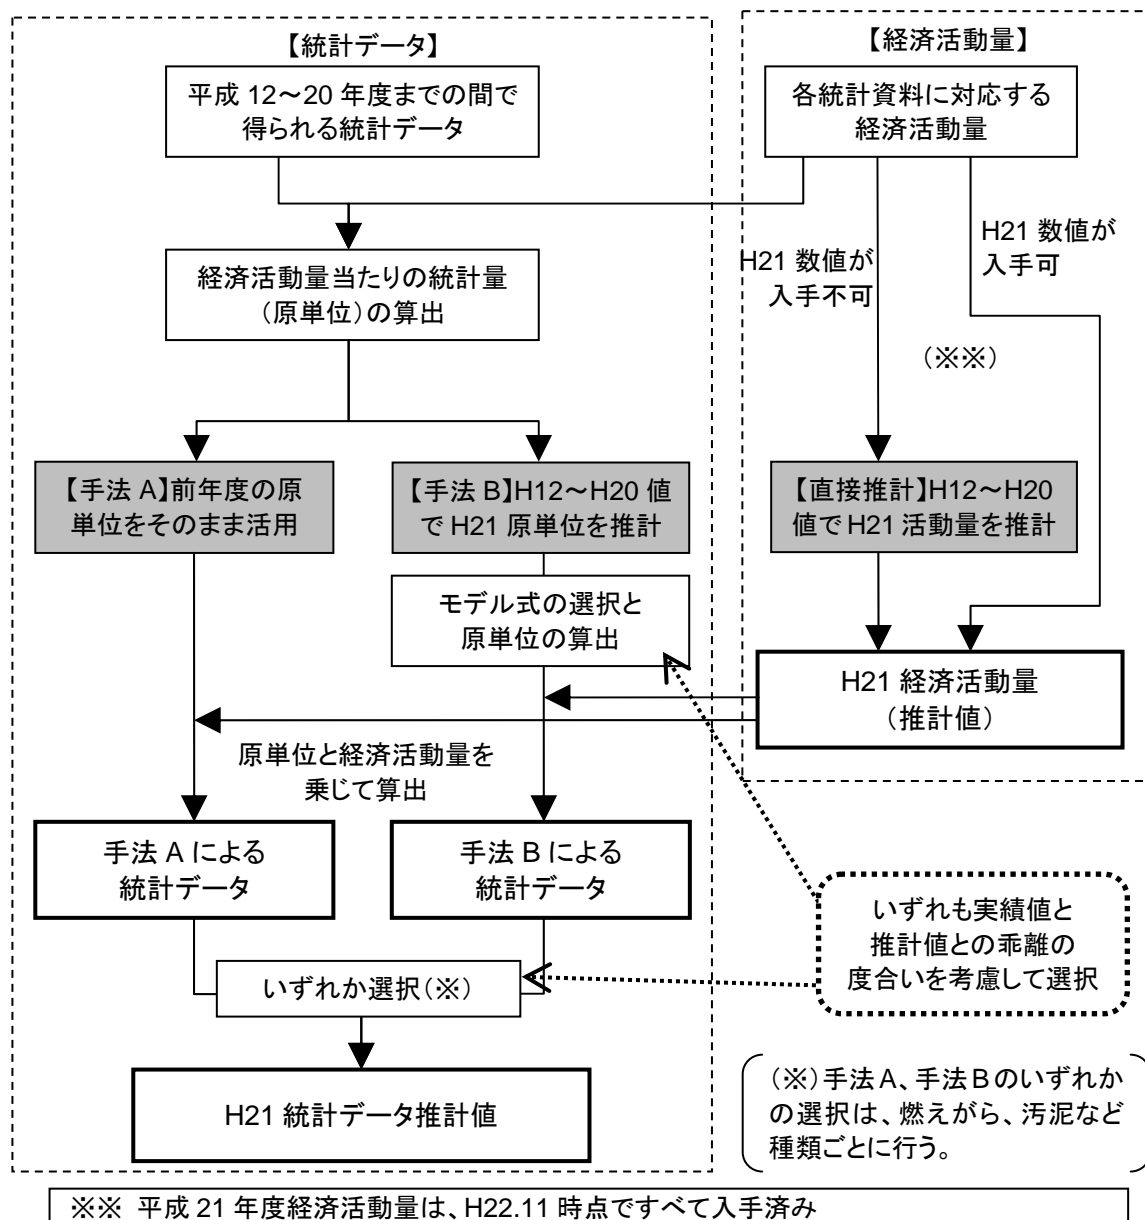 【統計データ】
平成 12～20 年度までの間で
得られる統計データ
【経済活動量】
各統計資料に対応する
経済活動量
経済活動量当たりの統計量
（原単位）の算出
H21 数値が
入手不可
H21 数値が
入手可
（※※）
【手法 A】前年度の原
単位をそのまま活用
【手法 B】H12～H20 値
で H21 原単位を推計
【直接推計】H12～H20
値で H21 活動量を推計
モデル式の選択と
原単位の算出
H21 経済活動量
（推計値）
原単位と経済活動量を
乗じて算出
手法 A による
統計データ
手法 B による
統計データ
いずれも実績値と
推計値との乖離の
度合いを考慮して選択
いずれか選択（※）
H21 統計データ推計値
（※）手法A、手法Bのいずれか
の選択は、燃えがら、汚泥など
種類ごとに行う。
※※ 平成 21 年度経済活動量は、H22.11 時点ですべて入手済み